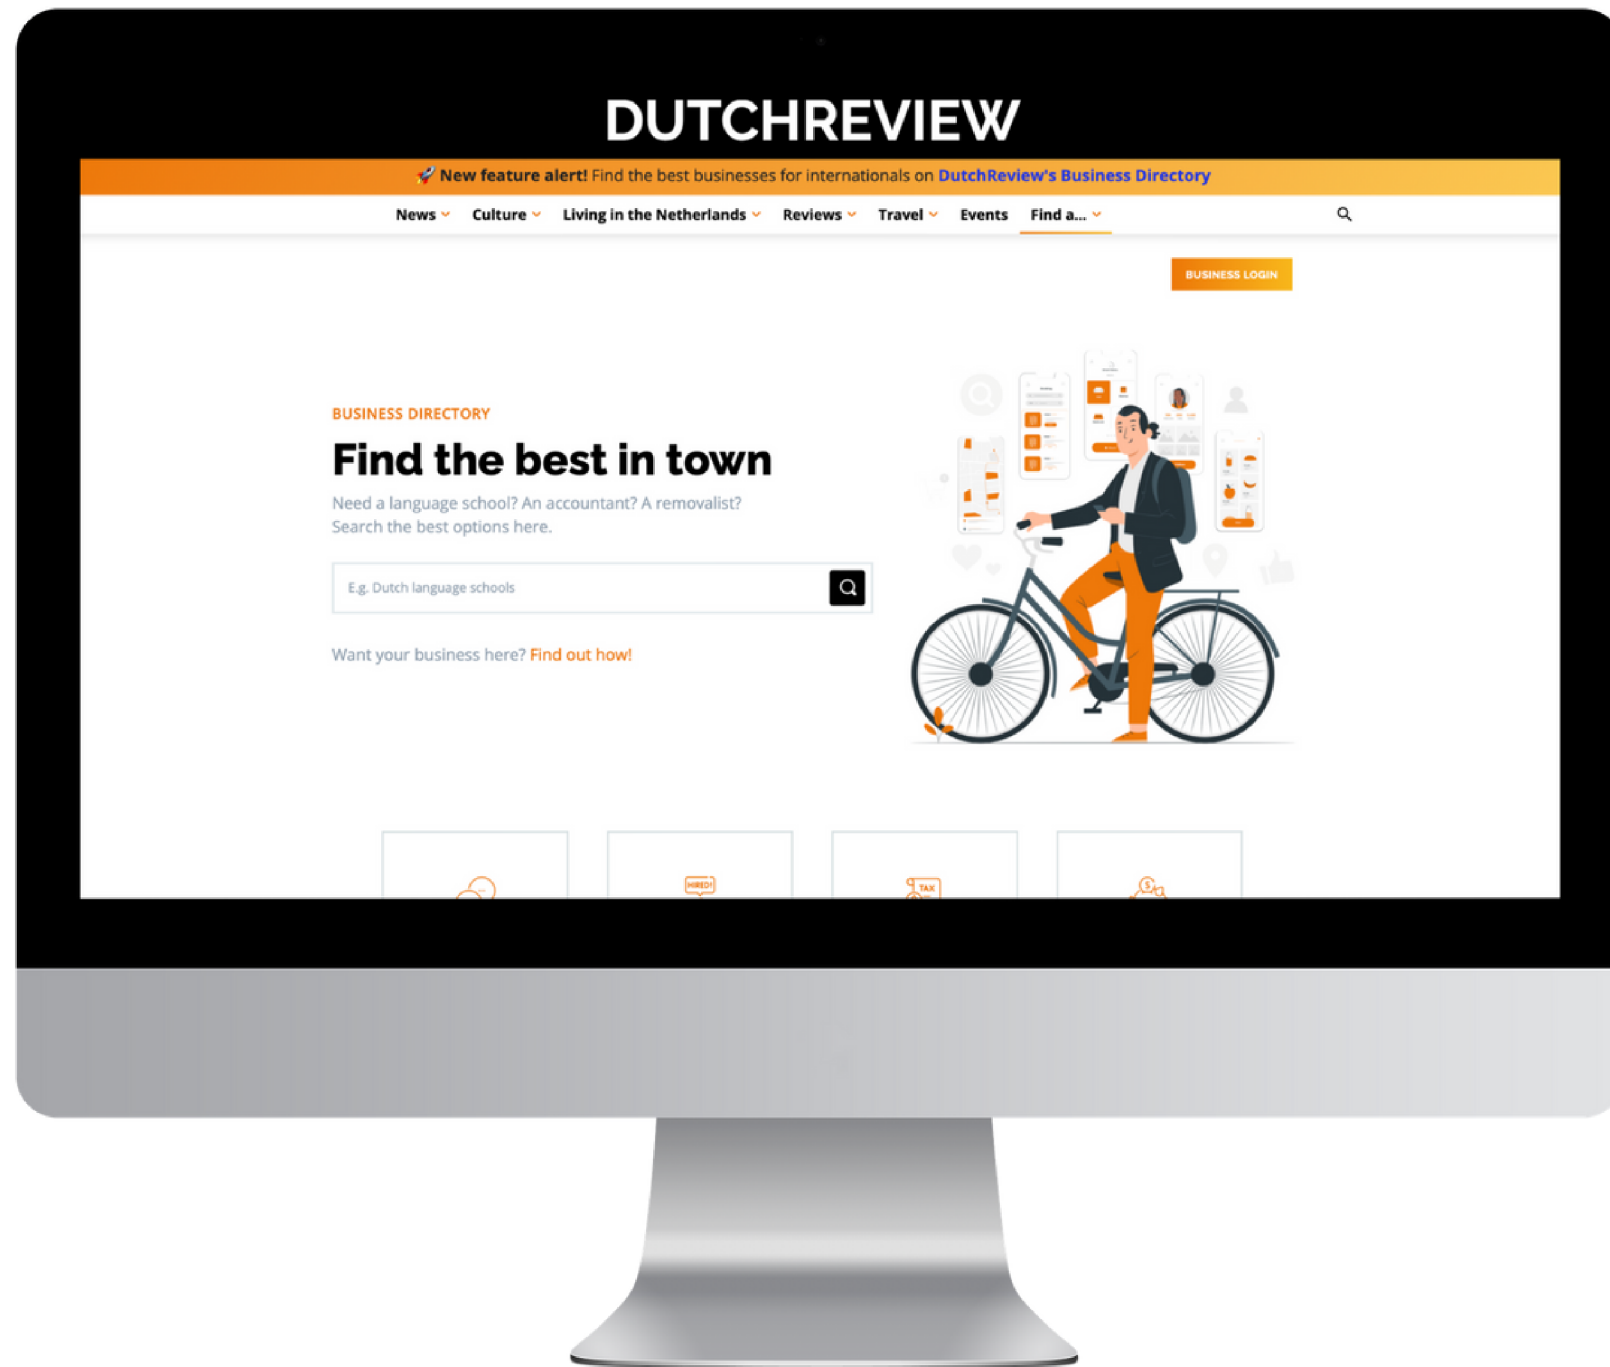 DUTCHREVIEW
🚀 New feature alert! Find the best businesses for internationals on DutchReview's Business Directory
News Culture Living in the Netherlands Reviews Travel Events Find a...
BUSINESS LOGIN
BUSINESS DIRECTORY
Find the best in town
Need a language school? An accountant? A removalist?
Search the best options here.
E.g. Dutch language schools
Want your business here? Find out how!
HIRED!
TAX